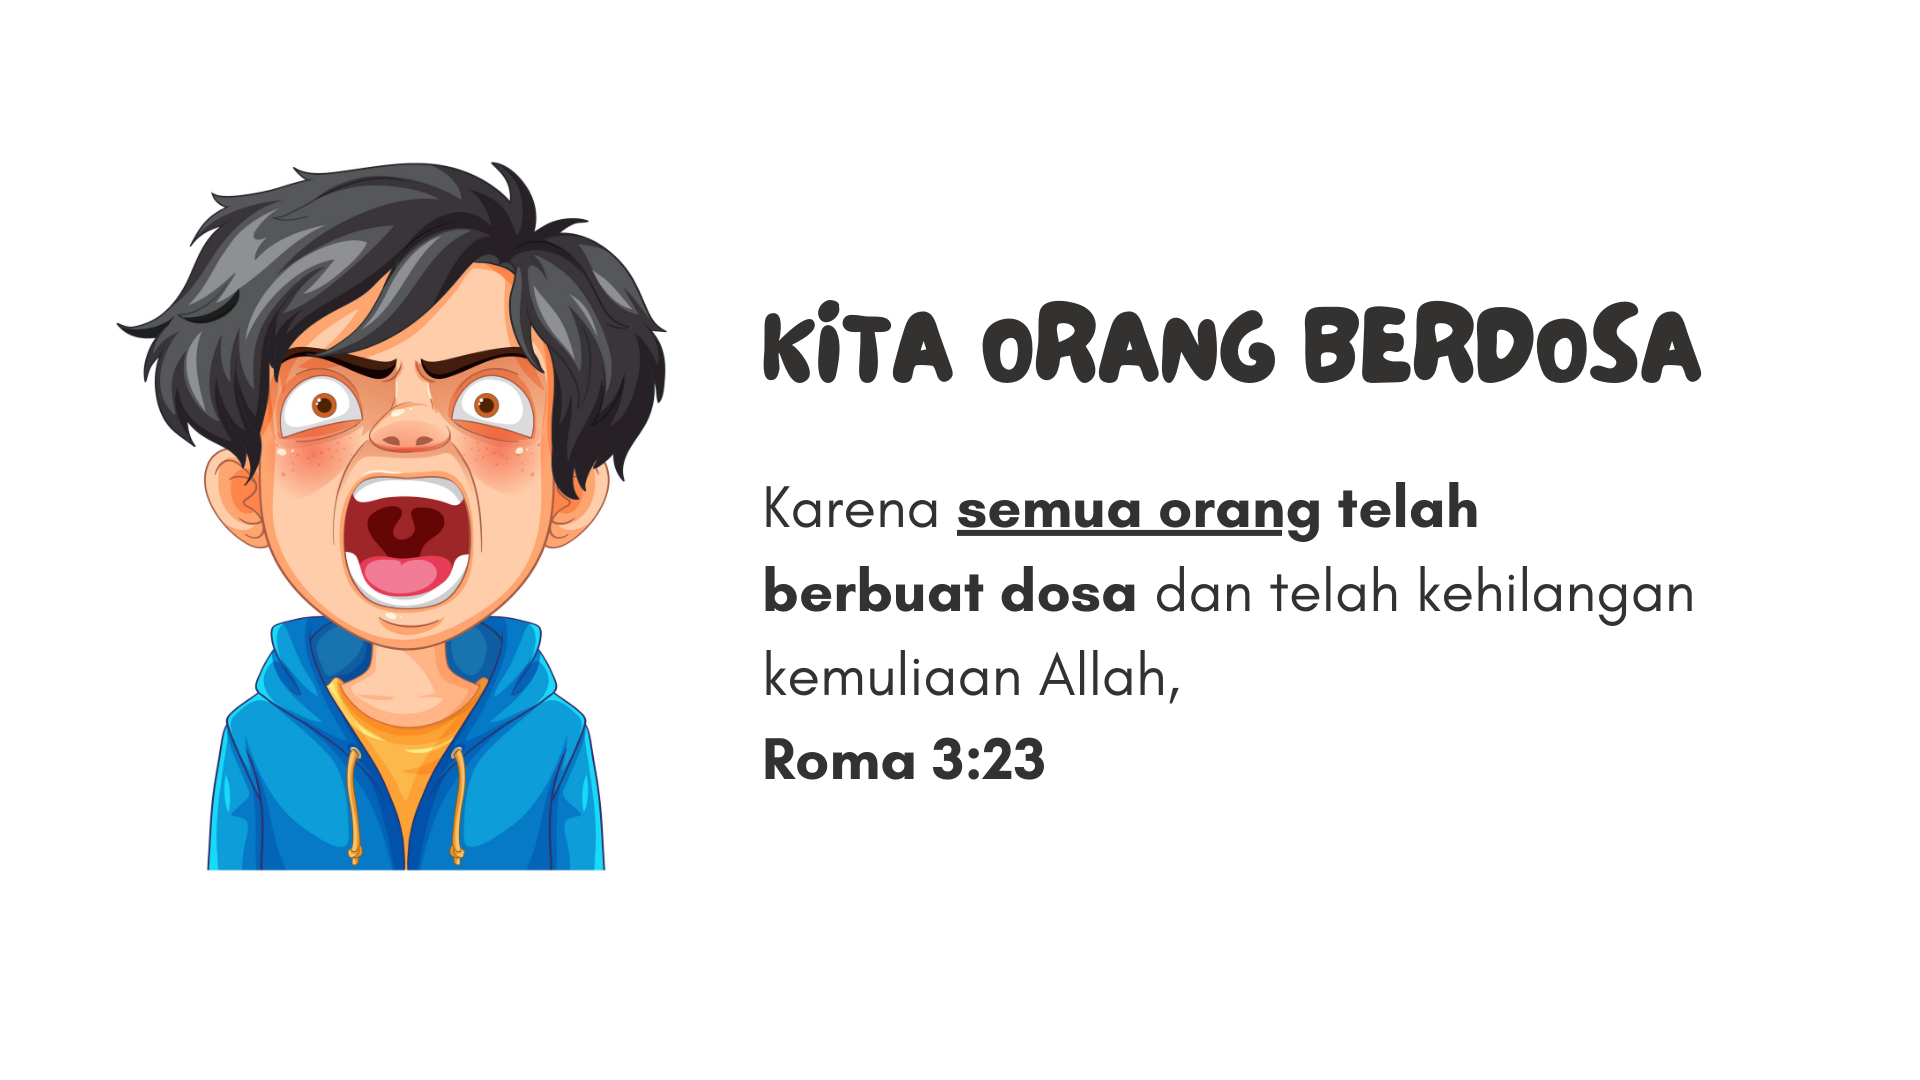 KITA ORANG BERDOSA
Karena semua orang telah
berbuat dosa dan telah kehilangan
kemuliaan Allah,
Roma 3:23